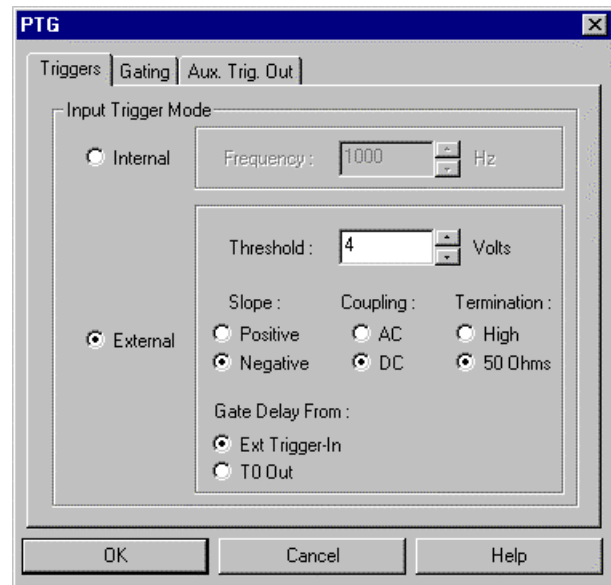 PTG
Triggers Gating Aux. Trig. Out
Input Trigger Mode
Internal Frequency : 1000 Hz
Threshold : 4 Volts
Slope : Coupling : Termination :
Positive AC High
External
Negative DC 50 Ohms
Gate Delay From :
Ext Trigger-In
T0 Out
OK Cancel Help